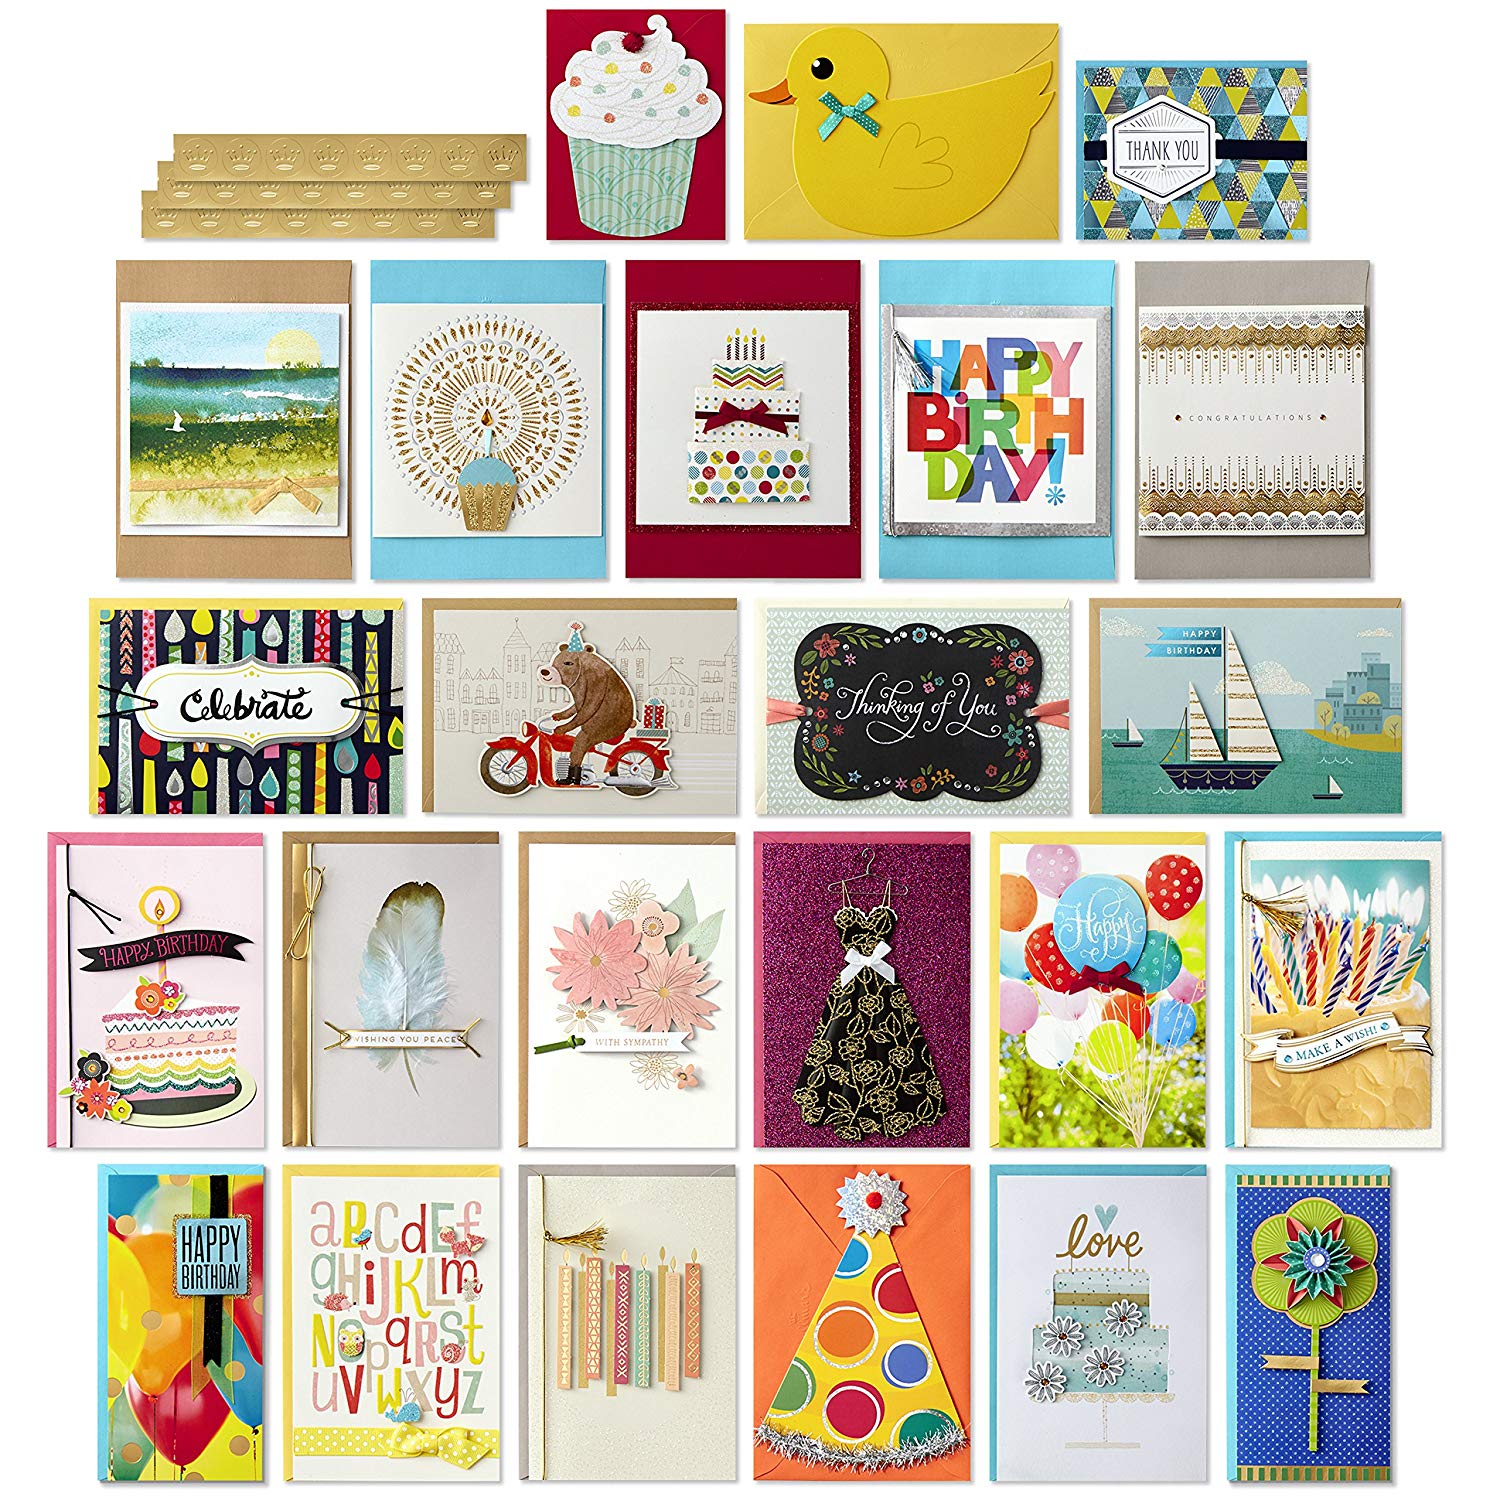 THANK YOU
HAPPY
BiRTH
DAY!
CONGRATULATIONS
Celebrate
Thinking of You
HAPPY
BIRTHDAY
HAPPY BIRTHDAY
WISHING YOU PEACE
WITH SYMPATHY
Happy
MAKE A WISH!
HAPPY
BIRTHDAY
aBCdEf
gHijKLm
Nopqrst
uvwxyz
love